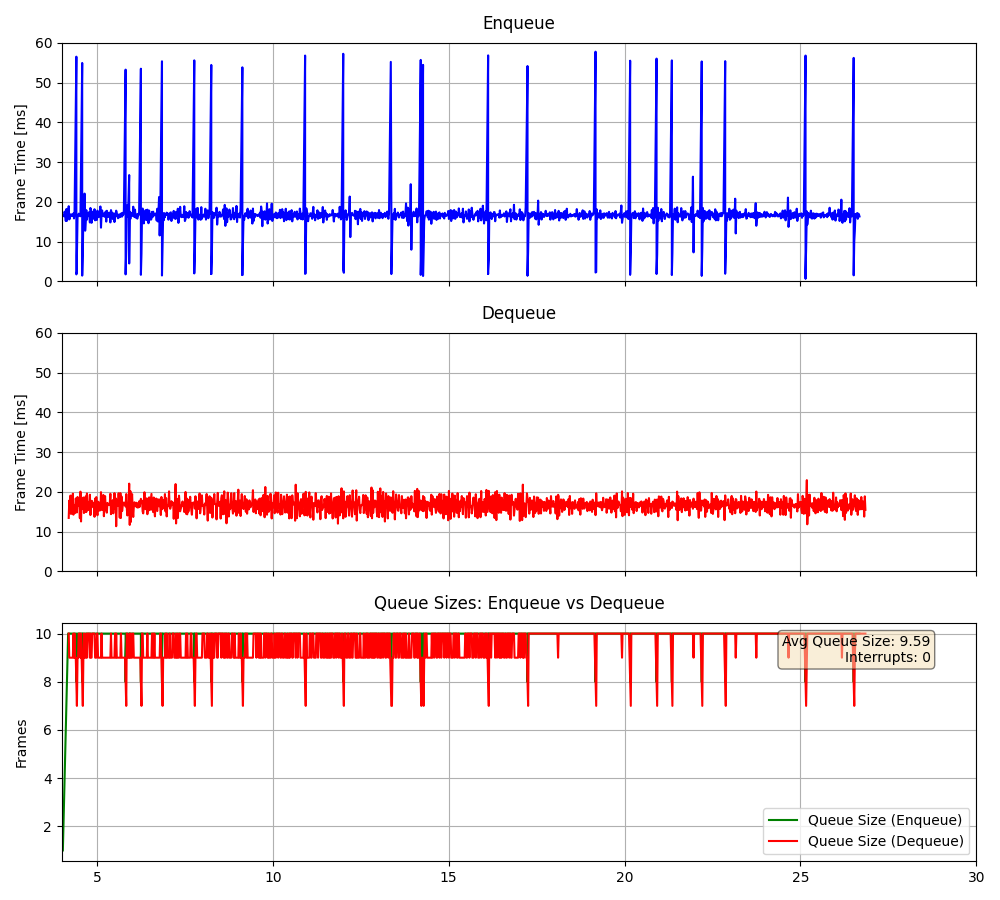 Enqueue
Frame Time [ms]
60
50
40
30
20
10
0
Dequeue
Frame Time [ms]
60
50
40
30
20
10
0
Queue Sizes: Enqueue vs Dequeue
Frames
10
8
6
4
2
Avg Queue Size: 9.59
Interrupts: 0
Queue Size (Enqueue)
Queue Size (Dequeue)
5 10 15 20 25 30